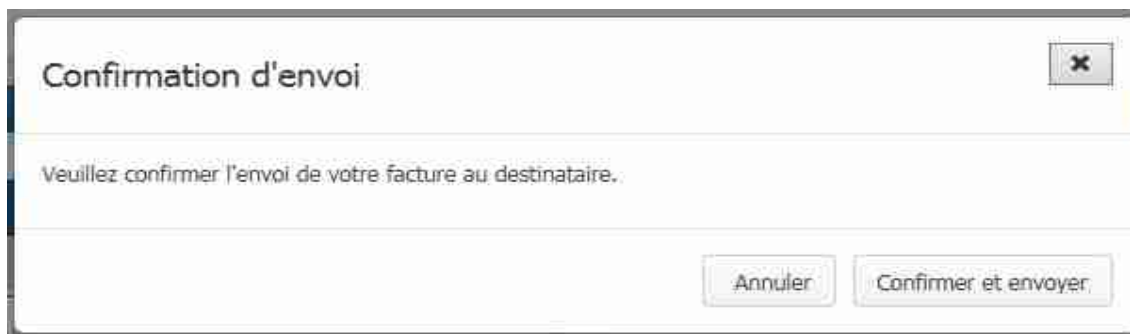 Confirmation d'envoi
Veuillez confirmer l'envoi de votre facture au destinataire.
Annuler
Confirmer et envoyer